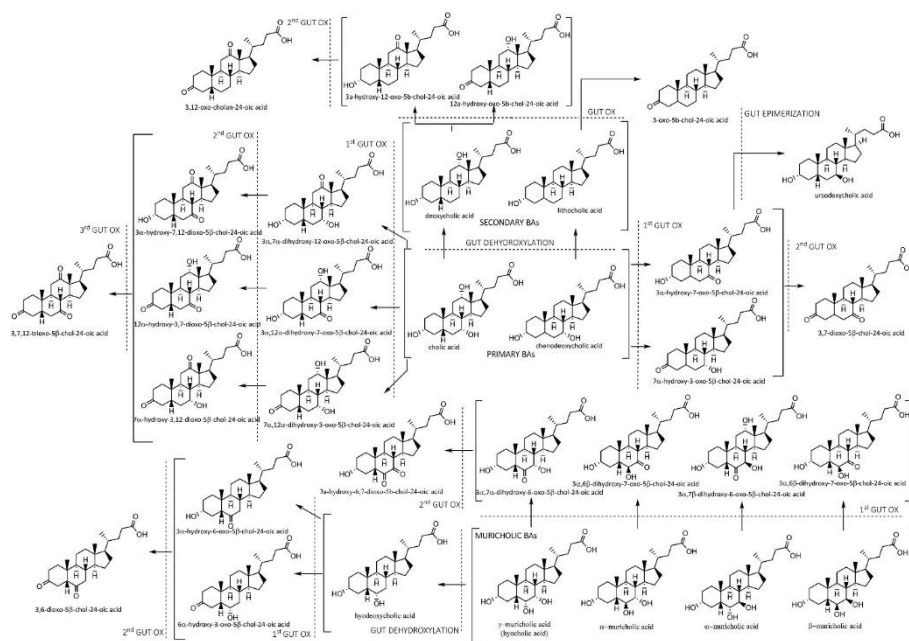 2nd GUT OX
3,12-oxo-cholan-24-oic acid
3a-hydroxy-12-oxo-5b-chol-24-oic acid
12a-hydroxy-oxo-5b-chol-24-oic acid
3-oxo-5b-chol-24-oic acid
GUT OX
GUT EPIMERIZATION
2nd GUT OX
1st GUT OX
deoxycholic acid
lithocholic acid
ursodeoxycholic acid
SECONDARY BAs
3rd GUT OX
3α-hydroxy-7,12-dioxo-5β-chol-24-oic acid
3α,7α-dihydroxy-12-oxo-5β-chol-24-oic acid
GUT DEHYOROXYLATION
1st GUT OX
2nd GUT OX
3α-hydroxy-7-oxo-5β-chol-24-oic acid
3,7,12-trioxo-5β-chol-24-oic acid
12α-hydroxy-3,7-dioxo-5β-chol-24-oic acid
3α,12α-dihydroxy-7-oxo-5β-chol-24-oic acid
cholic acid
chenodeoxycholic acid
3,7-dioxo-5β-chol-24-oic acid
PRIMARY BAs
7α-hydroxy-3-oxo-5β-chol-24-oic acid
7α-hydroxy-3,12-dioxo-5β-chol-24-oic acid
7α,12α-dihydroxy-3-oxo-5β-chol-24-oic acid
3a-hydroxy-6,7-dioxo-5b-chol-24-oic acid
3α,7α-dihydroxy-6-oxo-5β-chol-24-oic acid
3α,6β-dihydroxy-7-oxo-5β-chol-24-oic acid
3α,7β-dihydroxy-6-oxo-5β-chol-24-oic acid
3α,6β-dihydroxy-7-oxo-5β-chol-24-oic acid
2nd GUT OX
1st GUT OX
3α-hydroxy-6-oxo-5β-chol-24-oic acid
MURICHOLIC BAs
3,6-dioxo-5β-chol-24-oic acid
6α-hydroxy-3-oxo-5β-chol-24-oic acid
hyodeoxycholic acid
γ-muricholic acid
(hyocholic acid)
α-muricholic acid
ω-muricholic acid
β-muricholic acid
2nd GUT OX
1st GUT OX
GUT DEHYDROXYLATION